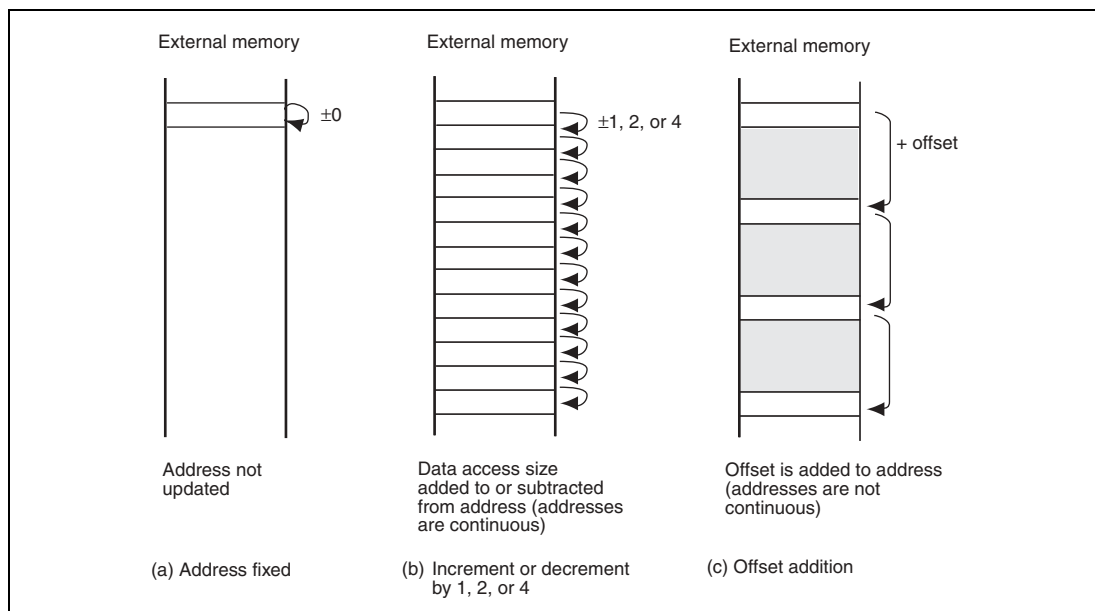 External memory
±0
Address not
updated
(a) Address fixed
External memory
±1, 2, or 4
Data access size
added to or subtracted
from address (addresses
are continuous)
(b) Increment or decrement
by 1, 2, or 4
External memory
+ offset
Offset is added to address
(addresses are not
continuous)
(c) Offset addition